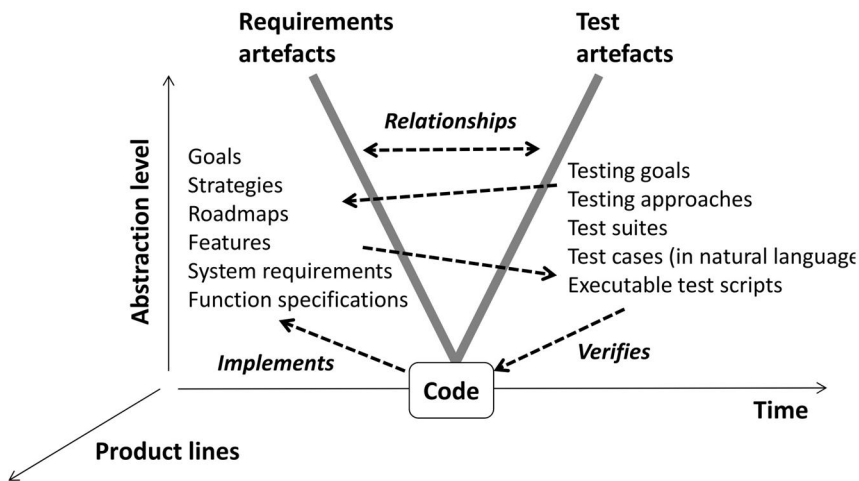 Requirements
artefacts
Test
artefacts
Relationships
Abstraction level
Goals
Strategies
Roadmaps
Features
System requirements
Function specifications
Testing goals
Testing approaches
Test suites
Test cases (in natural language
Executable test scripts
Implements
Verifies
Code
Time
Product lines